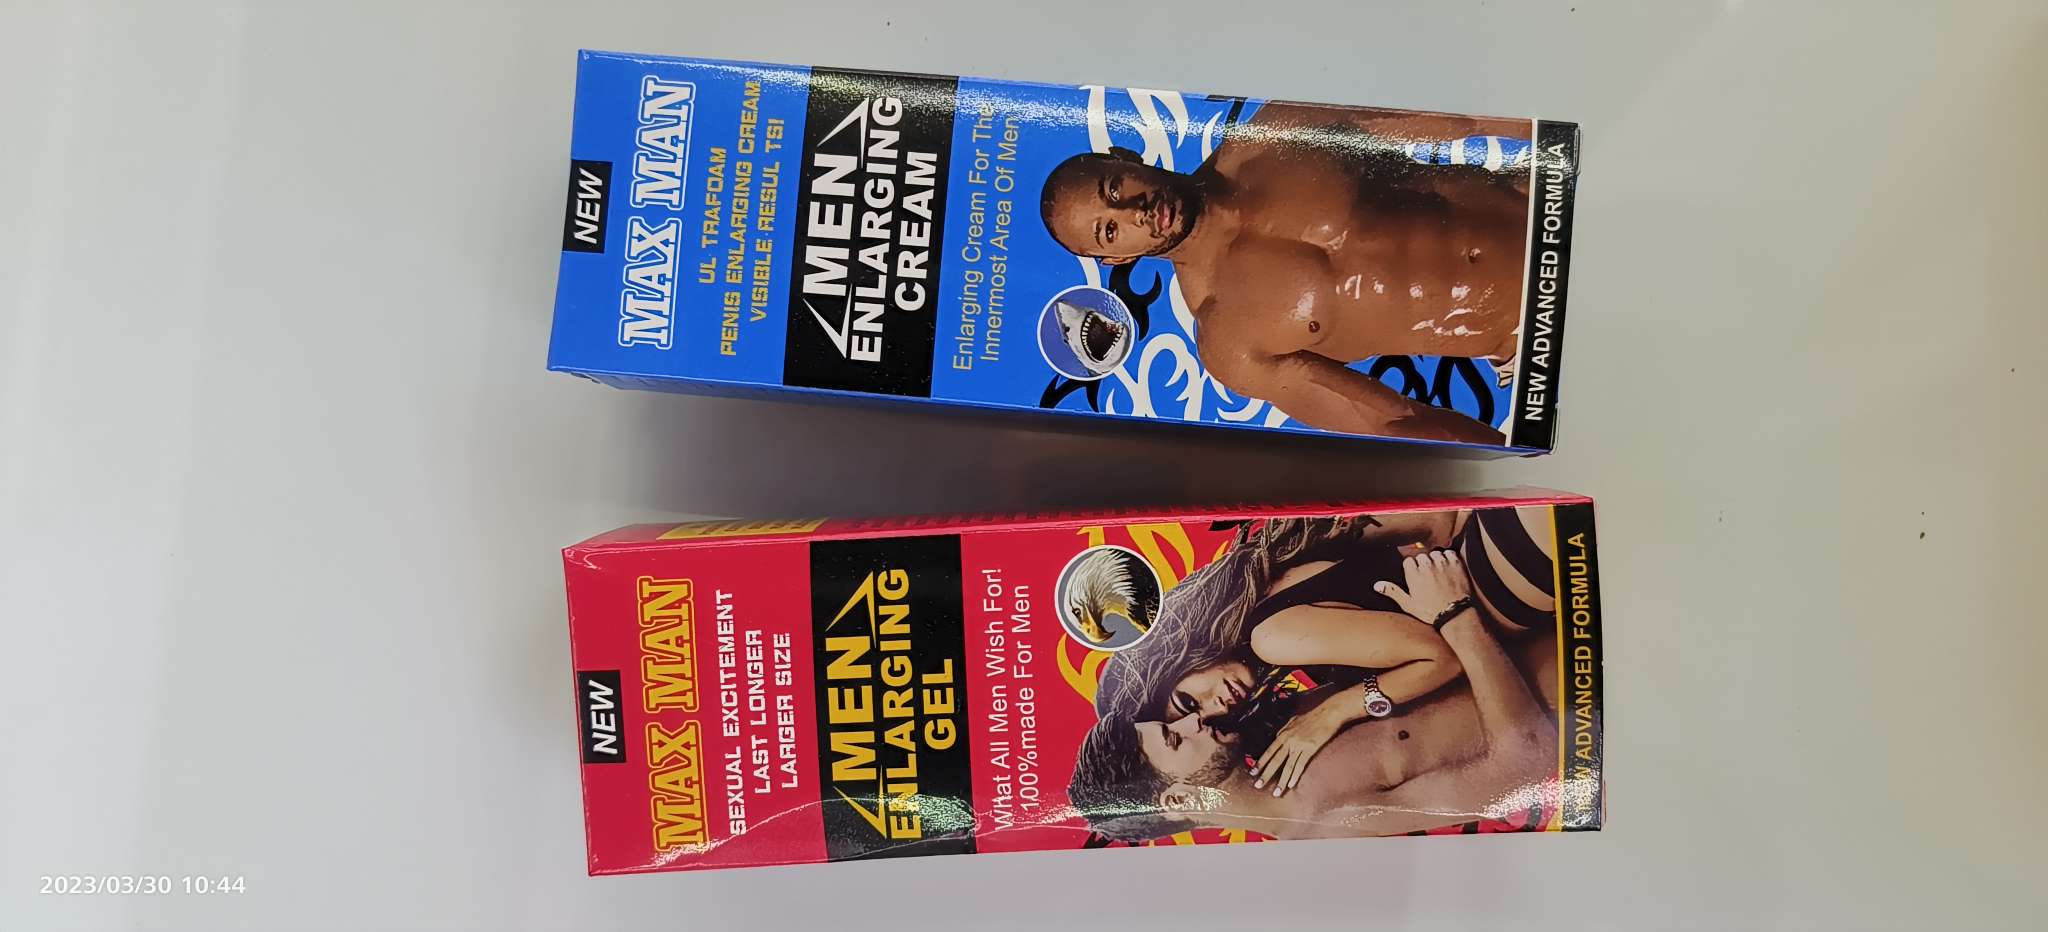 NEW
MAX MAN
UL TRAFOAM
PENIS ENLARGING CREAM
VISIBLE RESUL TS!
MEN
ENLARGING
CREAM
Enlarging Cream For The
Innermost Area Of Men
NEW ADVANCED FORMULA
NEW
MAX MAN
SEXUAL EXCITEMENT
LAST LONGER
LARGER SIZE
MEN
ENLARGING
GEL
What All Men Wish For!
100%made For Men
ADVANCED FORMULA
2023/03/30 10:44